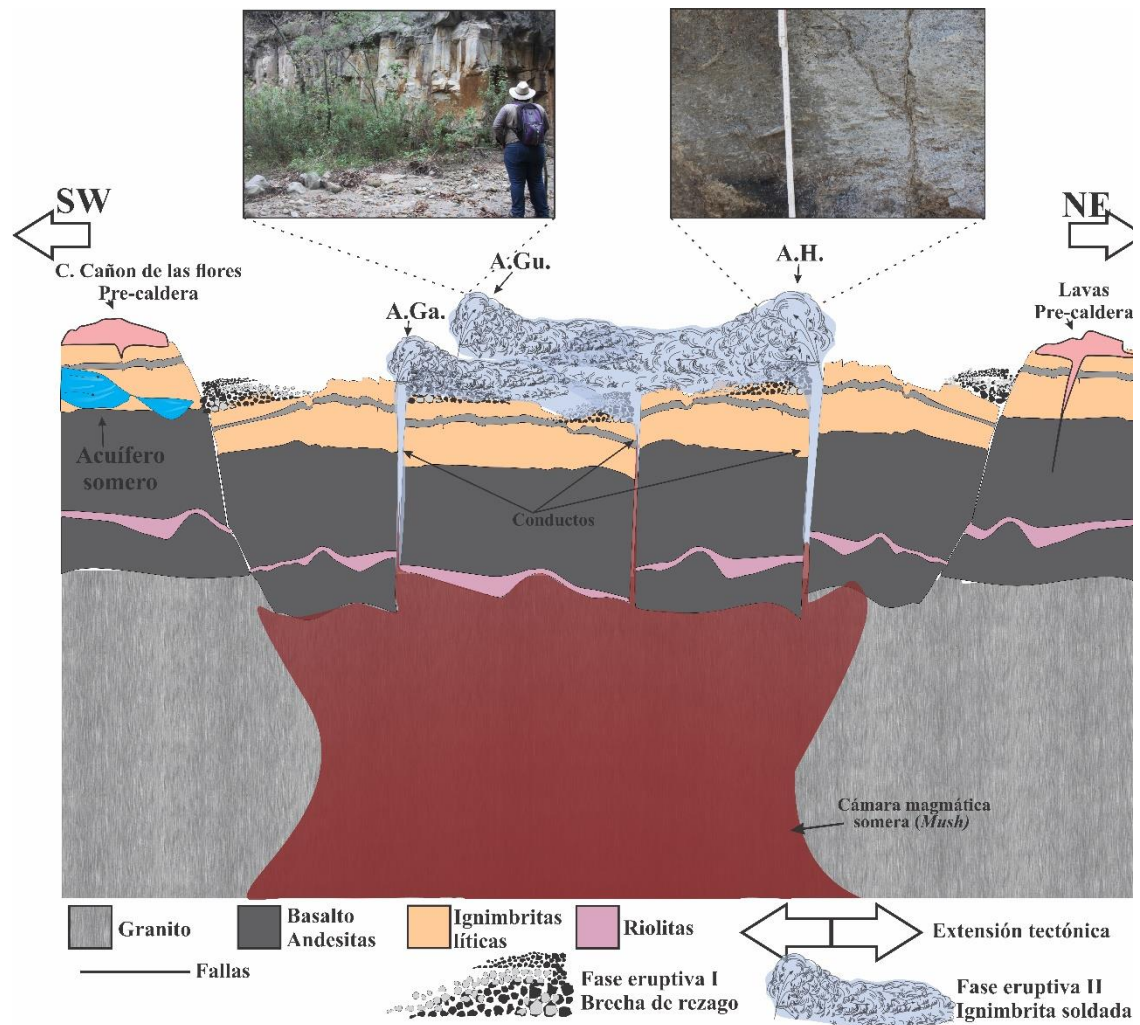 SW
NE
C. Cañon de las flores
Pre-caldera
A.Gu.
A.H.
A.Ga.
Lavas
Pre-caldera
Acuífero
somero
Conductos
Cámara magmática
somera (Mush)
Granito
Basalto
Andesitas
Ignimbritas
líticas
Riolitas
Extensión tectónica
Fallas
Fase eruptiva I
Brecha de rezago
Fase eruptiva II
Ignimbrita soldada